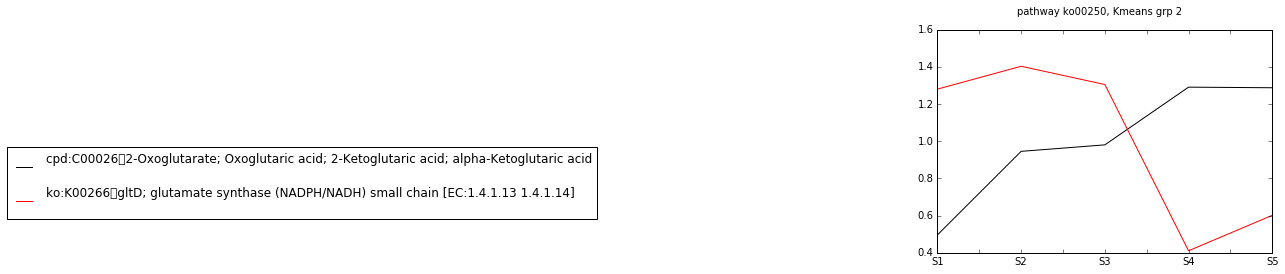 pathway ko00250, Kmeans grp 2
1.6
1.4
1.2
1.0
0.8
0.6
0.4
S1 S2 S3 S4 S5
cpd:C00026▯2-Oxoglutarate; Oxoglutaric acid; 2-Ketoglutaric acid; alpha-Ketoglutaric acid
ko:K00266▯gltD; glutamate synthase (NADPH/NADH) small chain [EC:1.4.1.13 1.4.1.14]